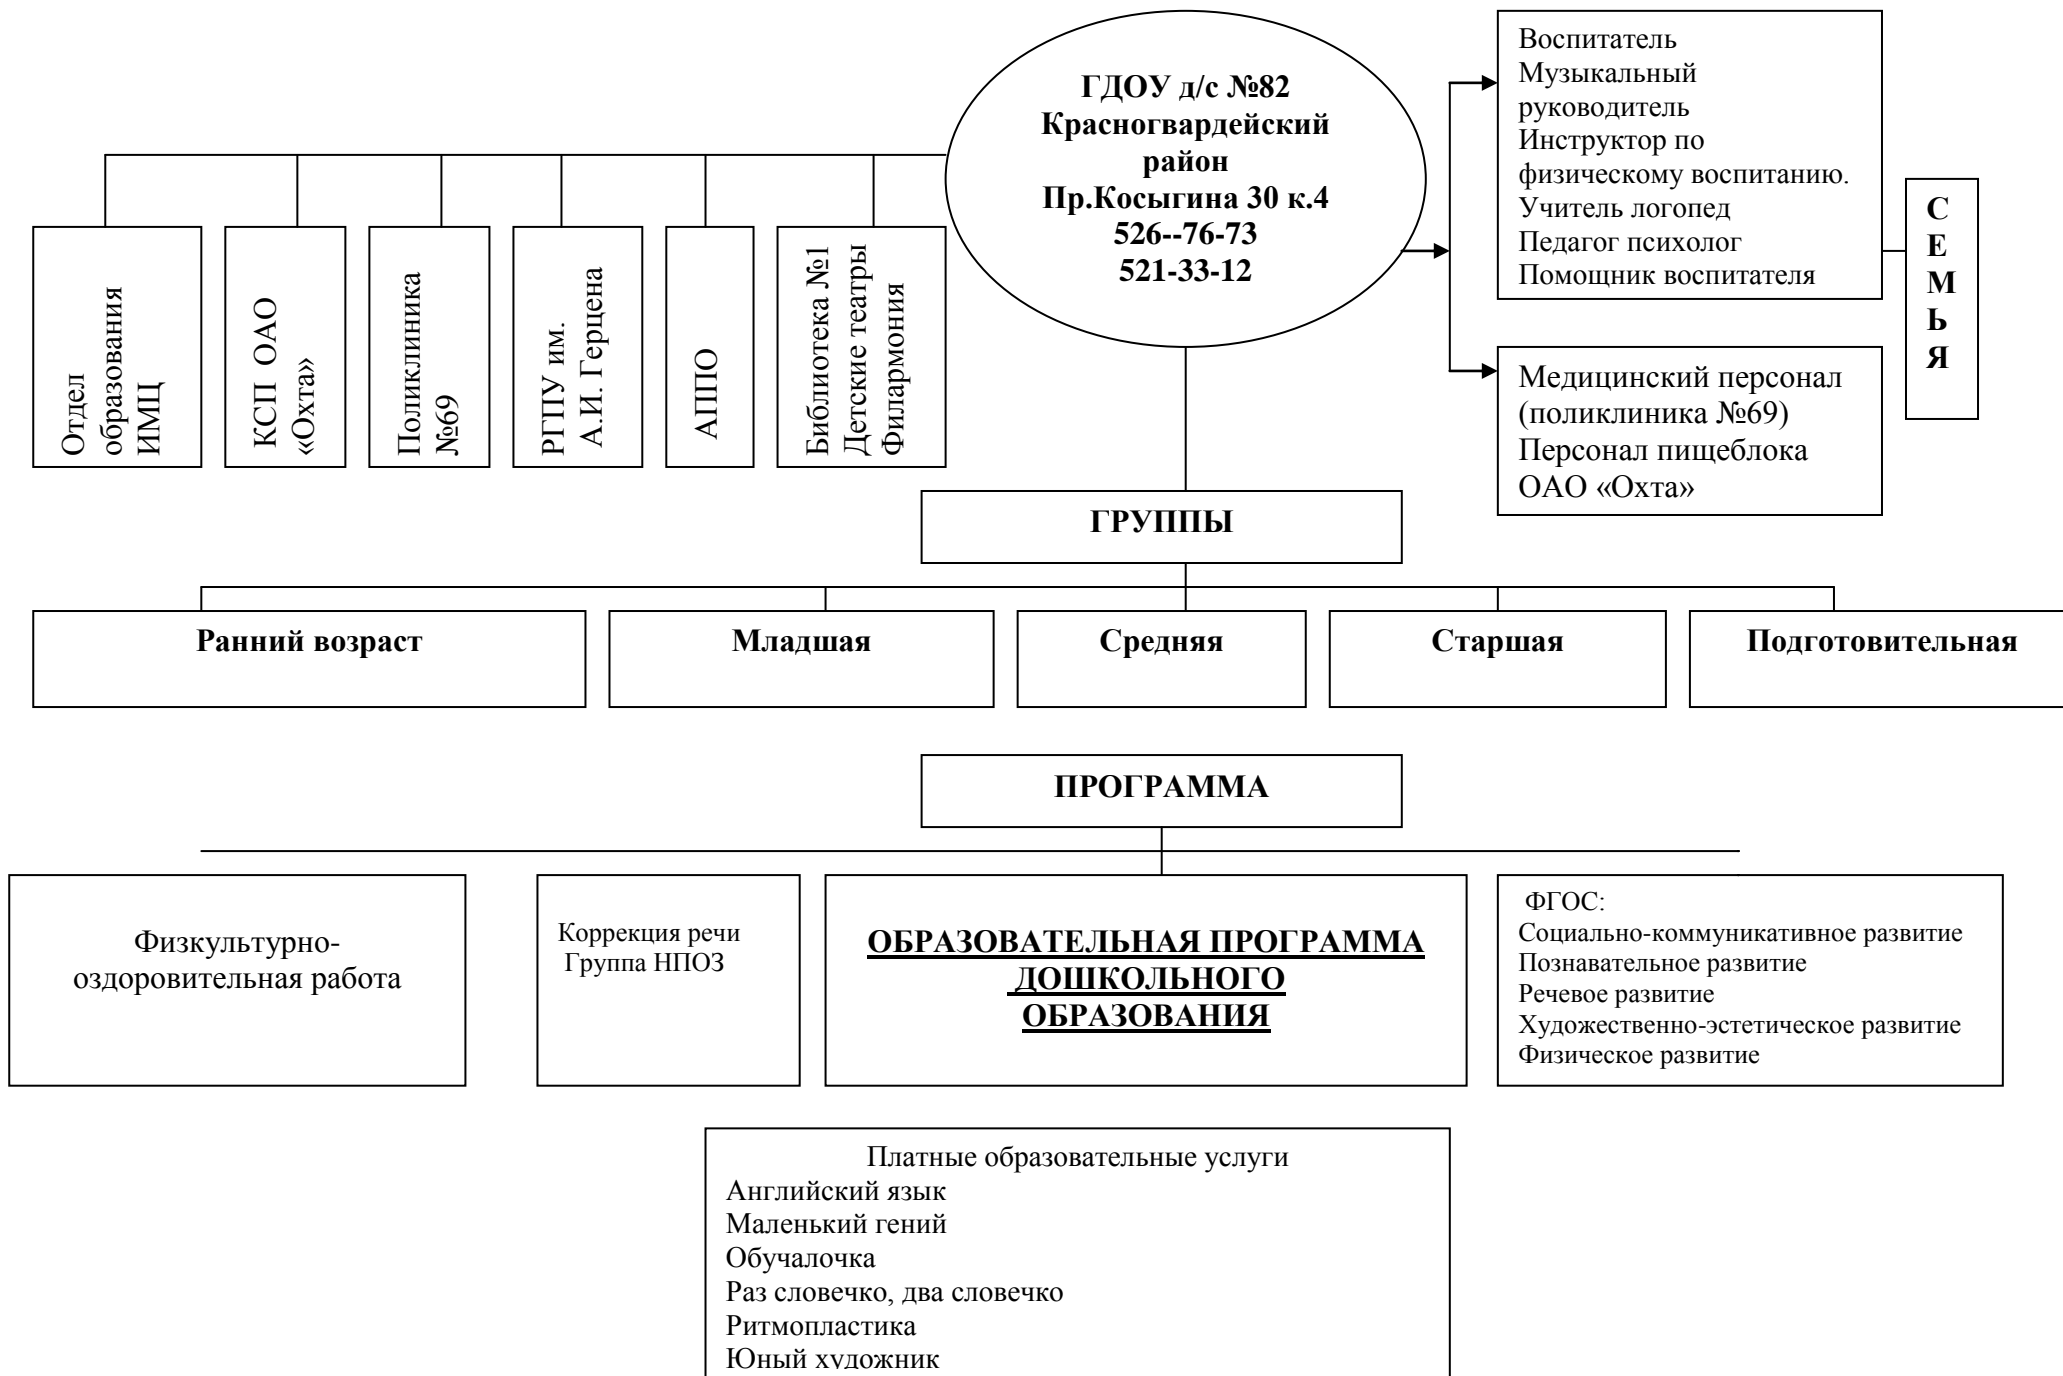 ГДОУ д/с №82
Красногвардейский
район
Пр.Косыгина 30 к.4
526--76-73
521-33-12
Воспитатель
Музыкальный
руководитель
Инструктор по
физическому воспитанию.
Учитель логопед
Педагог психолог
Помощник воспитателя
С
Е
М
Ь
Я
Отдел
образования
ИМЦ
КСП ОАО
«Охта»
Поликлиника
№69
РГПУ им.
А.И. Герцена
АППО
Библиотека №1
Детские театры
Филармония
Медицинский персонал
(поликлиника №69)
Персонал пищеблока
ОАО «Охта»
ГРУППЫ
Ранний возраст
Младшая
Средняя
Старшая
Подготовительная
ПРОГРАММА
Физкультурно-
оздоровительная работа
Коррекция речи
Группа НПОЗ
ОБРАЗОВАТЕЛЬНАЯ ПРОГРАММА
ДОШКОЛЬНОГО
ОБРАЗОВАНИЯ
ФГОС:
Социально-коммуникативное развитие
Познавательное развитие
Речевое развитие
Художественно-эстетическое развитие
Физическое развитие
Платные образовательные услуги
Английский язык
Маленький гений
Обучалочка
Раз словечко, два словечко
Ритмопластика
Юный художник